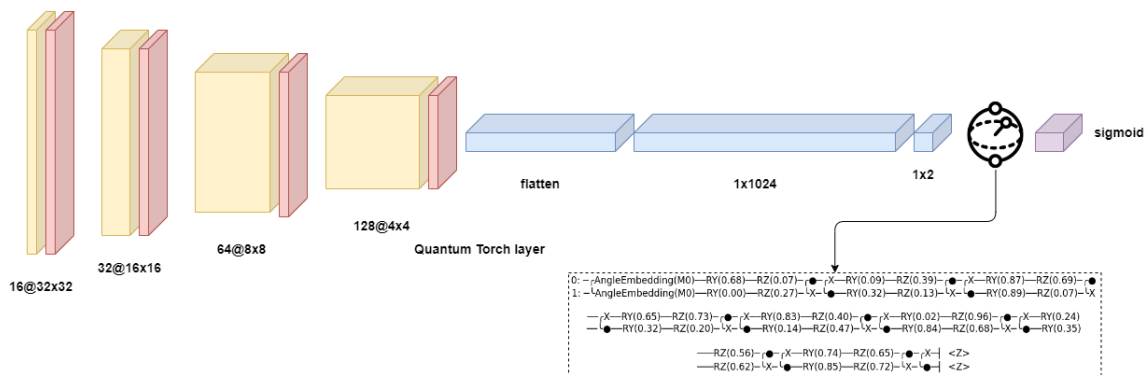 sigmoid
flatten
1x1024
1x2
128@4x4
64@8x8
Quantum Torch layer
32@16x16
16@32x32
0: ─╭AngleEmbedding(M0)──RY(0.68)──RZ(0.07)─╭●─╭X──RY(0.09)──RZ(0.39)─╭●─╭X──RY(0.87)──RZ(0.69)─╭●
1: ─╰AngleEmbedding(M0)──RY(0.00)──RZ(0.27)─╰X─╰●──RY(0.32)──RZ(0.13)─╰X─╰●──RY(0.89)──RZ(0.07)─╰X
──╭X──RY(0.65)──RZ(0.73)─╭●─╭X──RY(0.83)──RZ(0.40)─╭●─╭X──RY(0.02)──RZ(0.96)─╭●─╭X──RY(0.24)
──╰●──RY(0.32)──RZ(0.20)─╰X─╰●──RY(0.14)──RZ(0.47)─╰X─╰●──RY(0.84)──RZ(0.68)─╰X─╰●──RY(0.35)
───RZ(0.56)─╭●─╭X──RY(0.74)──RZ(0.65)─╭●─╭X─┤ <Z>
───RZ(0.62)─╰X─╰●──RY(0.85)──RZ(0.72)─╰X─╰●─┤ <Z>